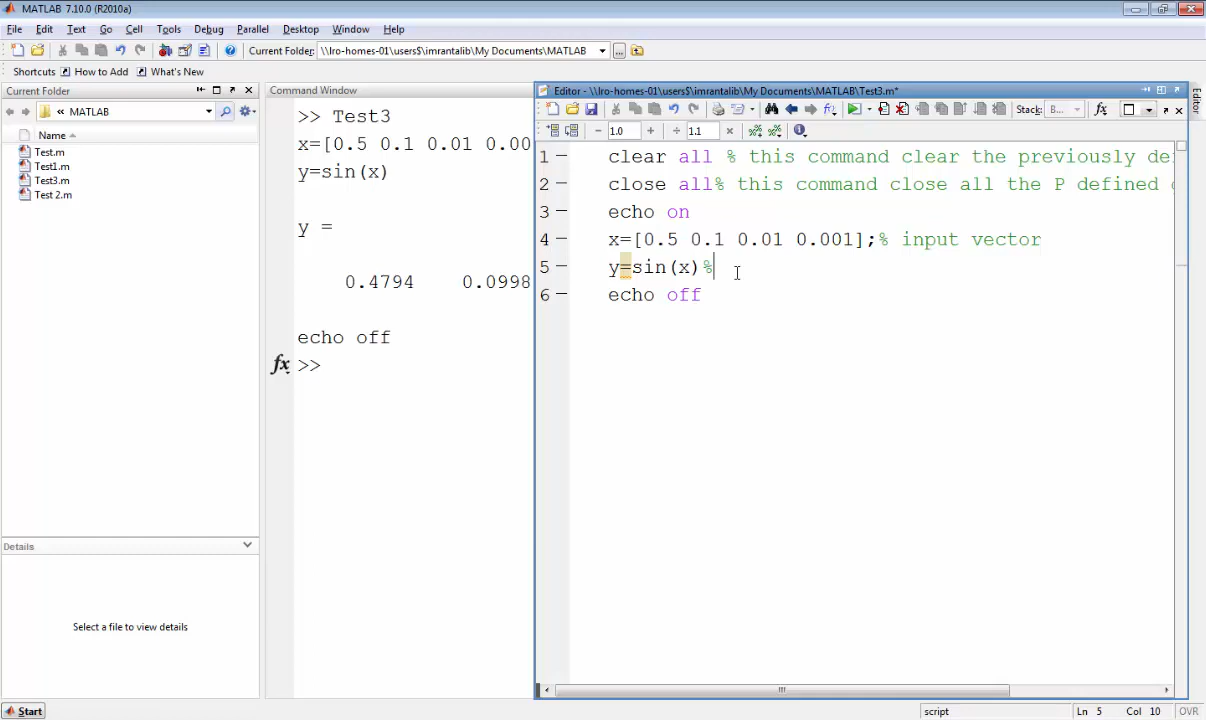 MATLAB 7.10.0 (R2010a)
File Edit Text Go Cell Tools Debug Parallel Desktop Window Help
Current Folder: \\lro-homes-01\users$\imrantalib\My Documents\MATLAB
Shortcuts How to Add What's New
Current Folder
« MATLAB
Name
Test.m
Test1.m
Test3.m
Test 2.m
Details
Select a file to view details
Command Window
>> Test3
x=[0.5 0.1 0.01 0.00
y=sin(x)
y =
0.4794 0.0998
echo off
fx >>
Editor - \\lro-homes-01\users$\imrantalib\My Documents\MATLAB\Test3.m*
Stack: B... fx
− 1.0 + ÷ 1.1 ×
1 clear all % this command clear the previously de
2 close all% this command close all the P defined
3 echo on
4 x=[0.5 0.1 0.01 0.001];% input vector
5 y=sin(x)%
6 echo off
Editor
Start
script Ln 5 Col 10 OVR